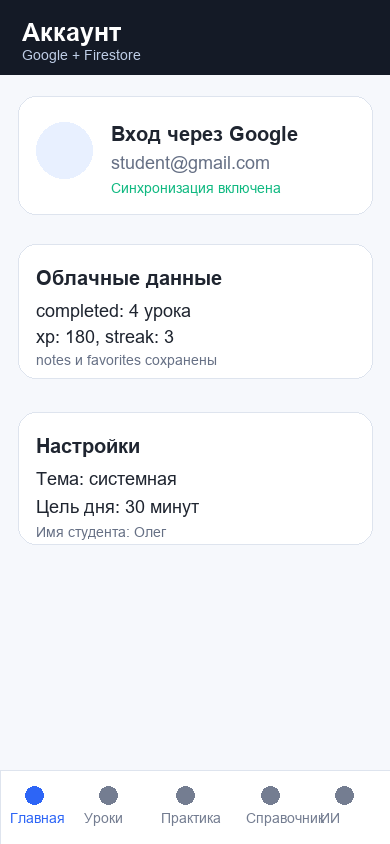 Аккаунт
Google + Firestore
Вход через Google
student@gmail.com
Синхронизация включена
Облачные данные
completed: 4 урока
xp: 180, streak: 3
notes и favorites сохранены
Настройки
Тема: системная
Цель дня: 30 минут
Имя студента: Олег
Главная Уроки Практика Справочник ИИ